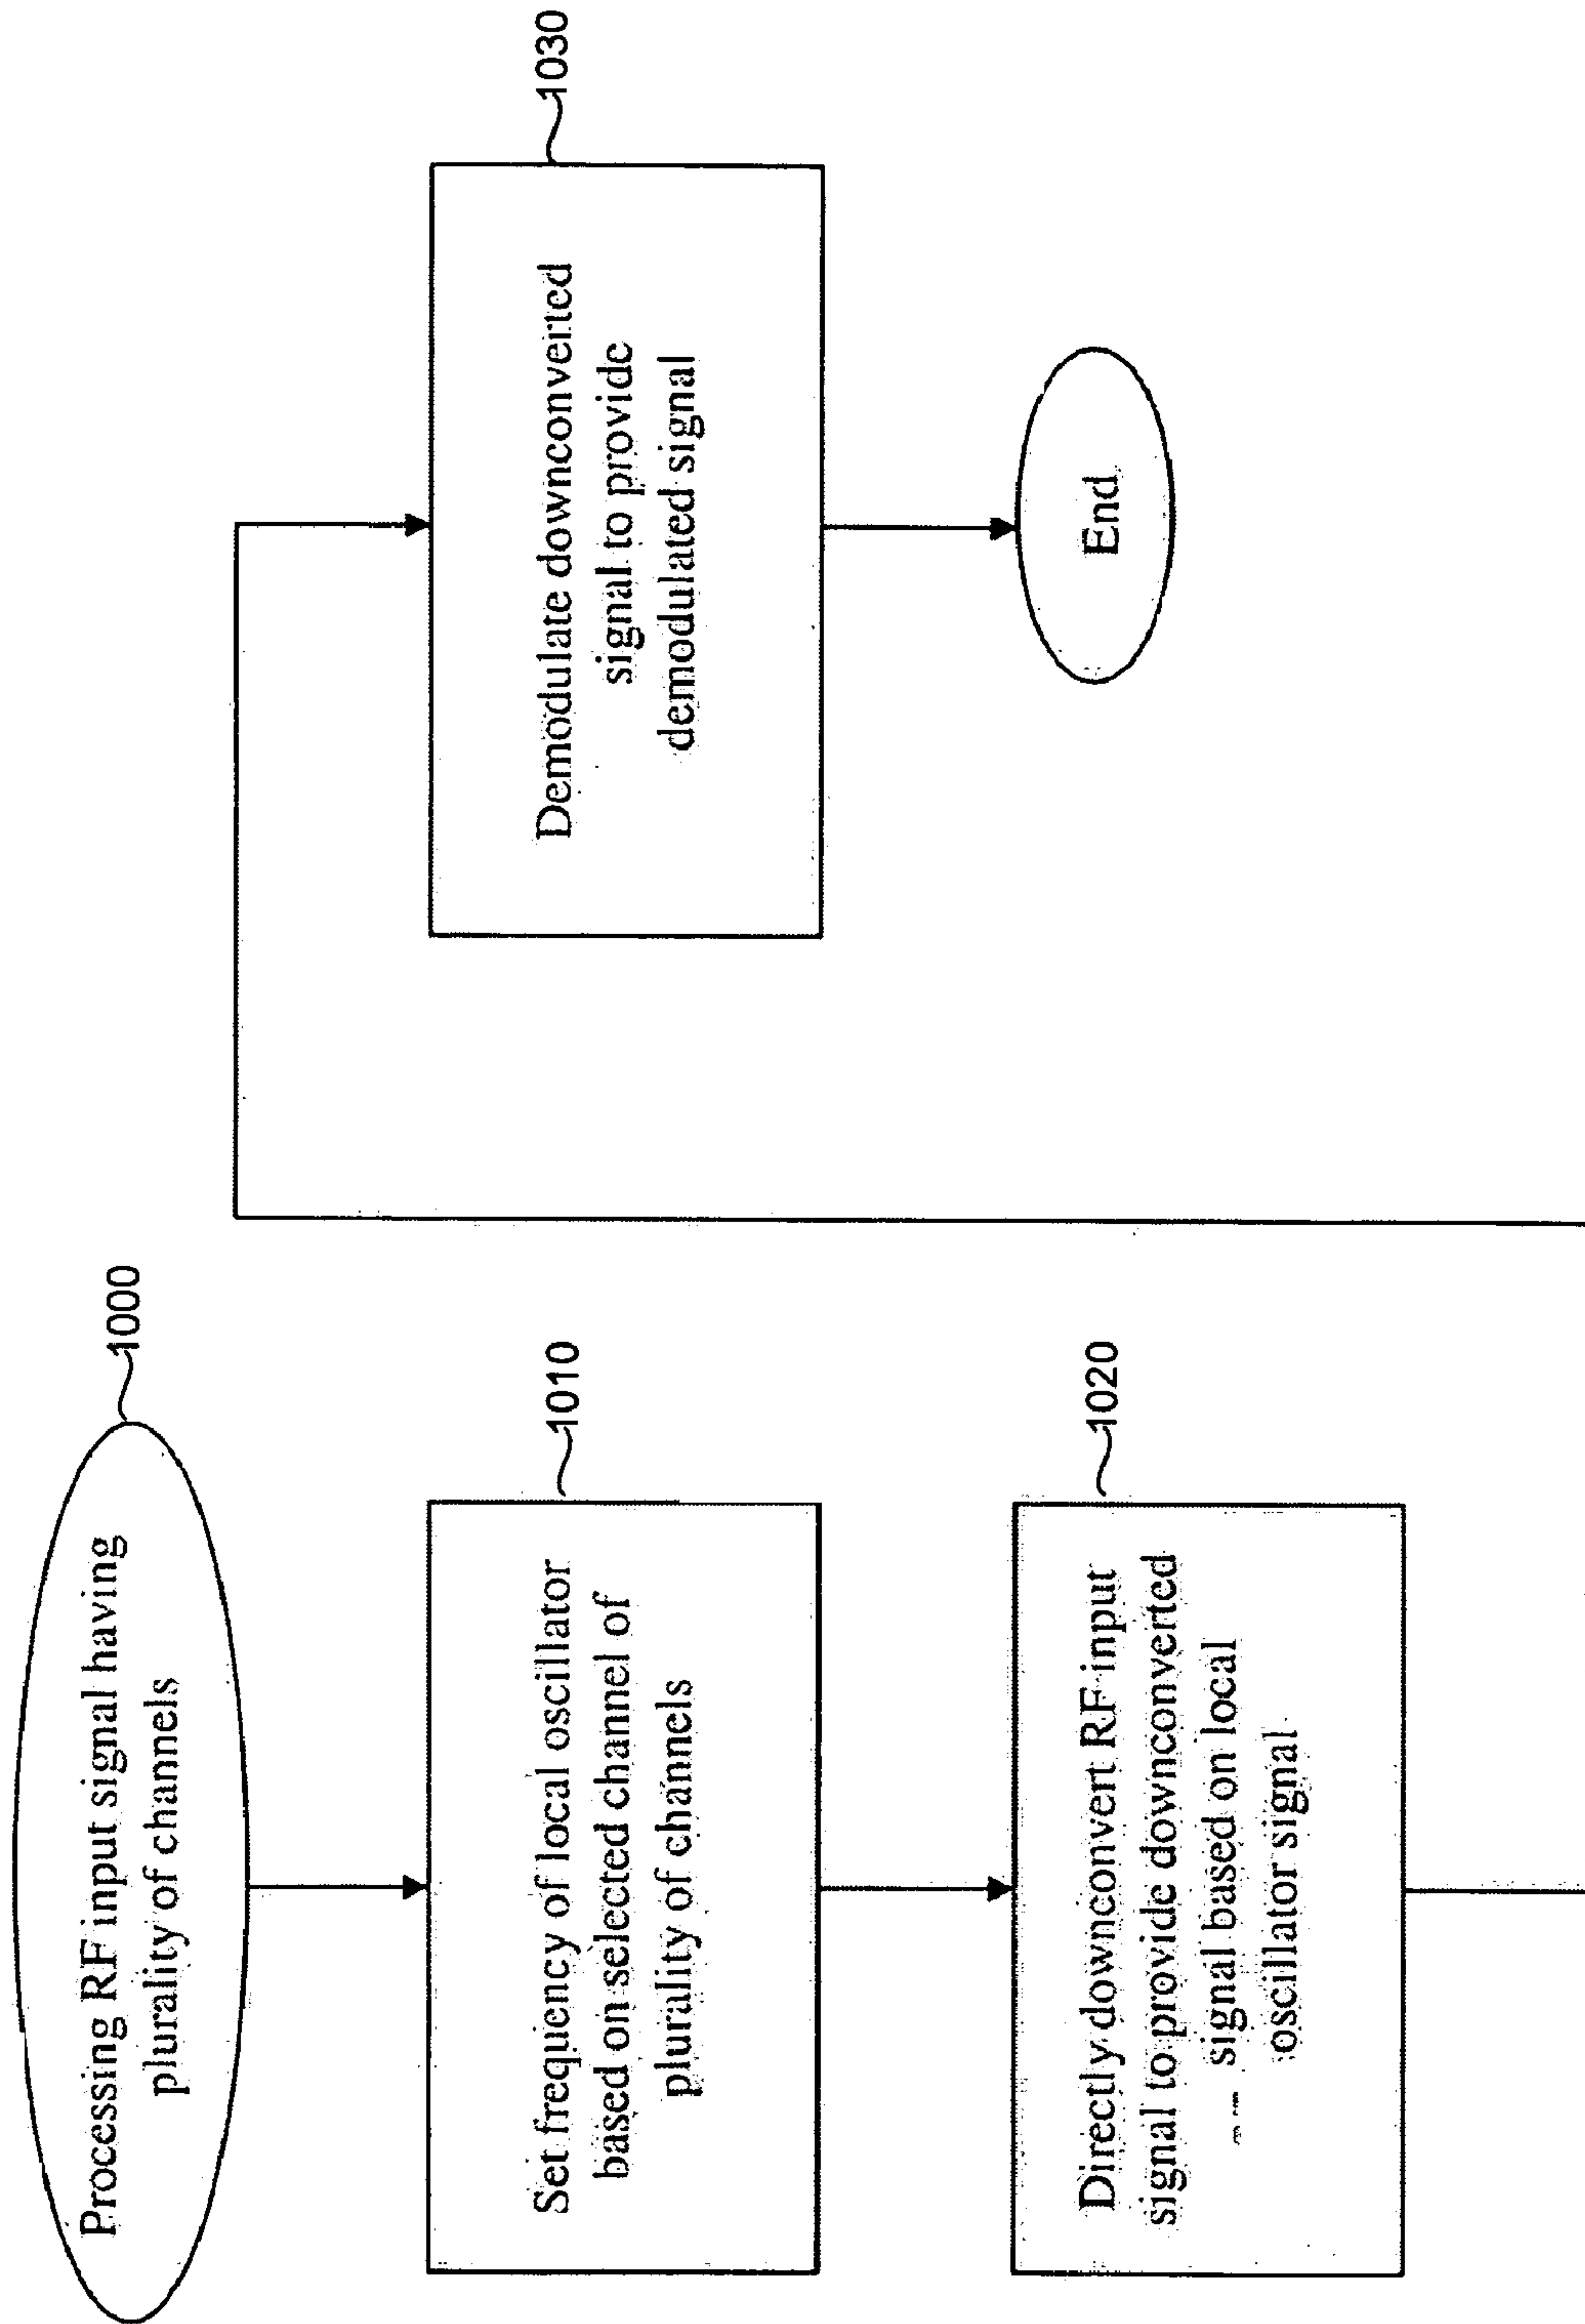 Processing RF input signal having
plurality of channels
1000
Set frequency of local oscillator
based on selected channel of
plurality of channels
1010
Directly downconvert RF input
signal to provide downconverted
signal based on local
oscillator signal
1020
Demodulate downconverted
signal to provide
demodulated signal
1030
End